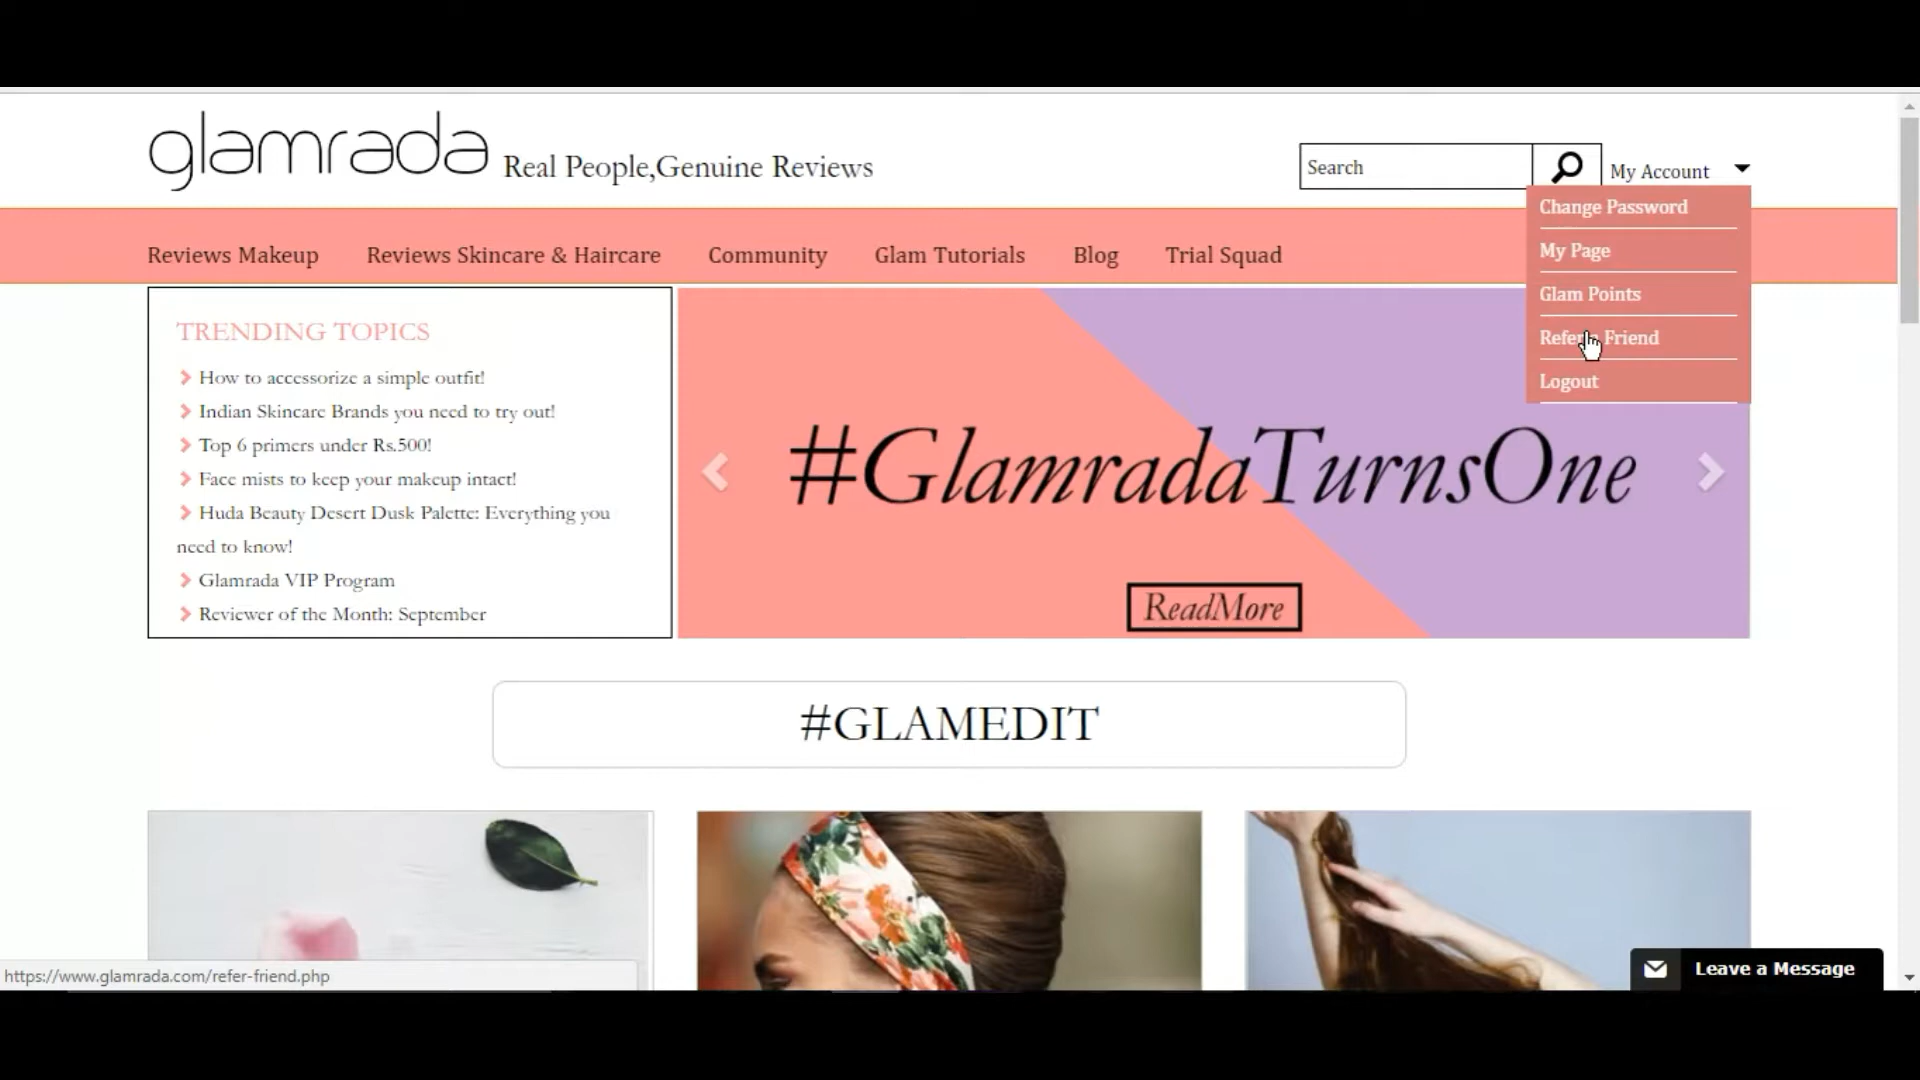 glamrada
Real People,Genuine Reviews
Search
My Account
Change Password
My Page
Glam Points
Refer a Friend
Logout
Reviews Makeup
Reviews Skincare & Haircare
Community
Glam Tutorials
Blog
Trial Squad
TRENDING TOPICS
How to accessorize a simple outfit!
Indian Skincare Brands you need to try out!
Top 6 primers under Rs.500!
Face mists to keep your makeup intact!
Huda Beauty Desert Dusk Palette: Everything you
need to know!
Glamrada VIP Program
Reviewer of the Month: September
#GlamradaTurnsOne
ReadMore
#GLAMEDIT
https://www.glamrada.com/refer-friend.php
Leave a Message